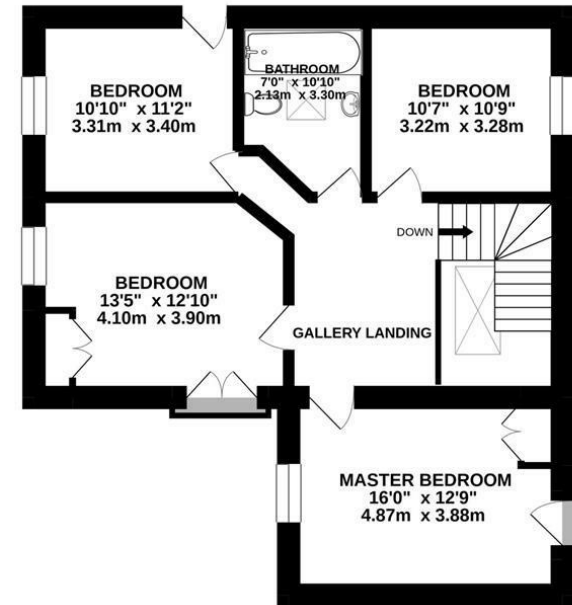 BEDROOM
10'10" x 11'2"
3.31m x 3.40m
BATHROOM
7'0" x 10'10"
2.13m x 3.30m
BEDROOM
10'7" x 10'9"
3.22m x 3.28m
DOWN
BEDROOM
13'5" x 12'10"
4.10m x 3.90m
GALLERY LANDING
MASTER BEDROOM
16'0" x 12'9"
4.87m x 3.88m